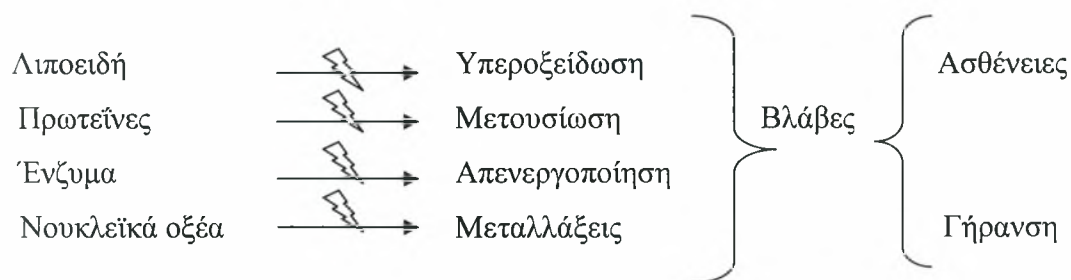 Λιποειδή Υπεροξείδωση Ασθένειες
Πρωτεΐνες Μετουσίωση Βλάβες
Ένζυμα Απενεργοποίηση
Νουκλεϊκά οξέα Μεταλλάξεις Γήρανση